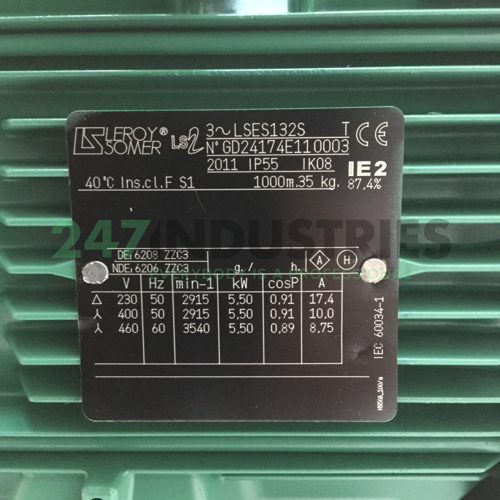 LEROY® SOMER LS2 3~LSES132S T CE
N° GD24174E110003
2011 IP55 IK08 IE2
40°C Ins.cl.F S1 1000m.35 kg. 87,4%
247 INDUSTRIES
DE: 6208 ZZC3
NDE: 6206 ZZC3 g. / h. A H
V Hz min-1 kW cosP A
△ 230 50 2915 5,50 0,91 17,4
⅄ 400 50 2915 5,50 0,91 10,0
⅄ 460 60 3540 5,50 0,89 8,75
IEC 60034-1